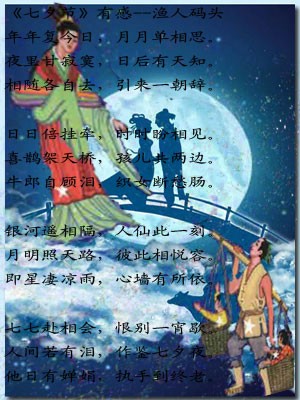 《七夕节》有感--渔人码头
年年复今日，月月单相思。
夜里甘寂寞，日后有天知。
相随各自去，引来一朝辞。
日日倍挂牵，时时盼相见。
喜鹊架天桥，孩儿共两边。
牛郎自顾泪，织女断愁肠。
银河遥相隔，人仙此一刻。
月明照天路，彼此相悦容。
即星凄凉雨，心墙有所依。
七七赴相会，恨别一宵歌。
人间若有泪，作鉴七夕夜。
他日有婵娟，执手到终老。